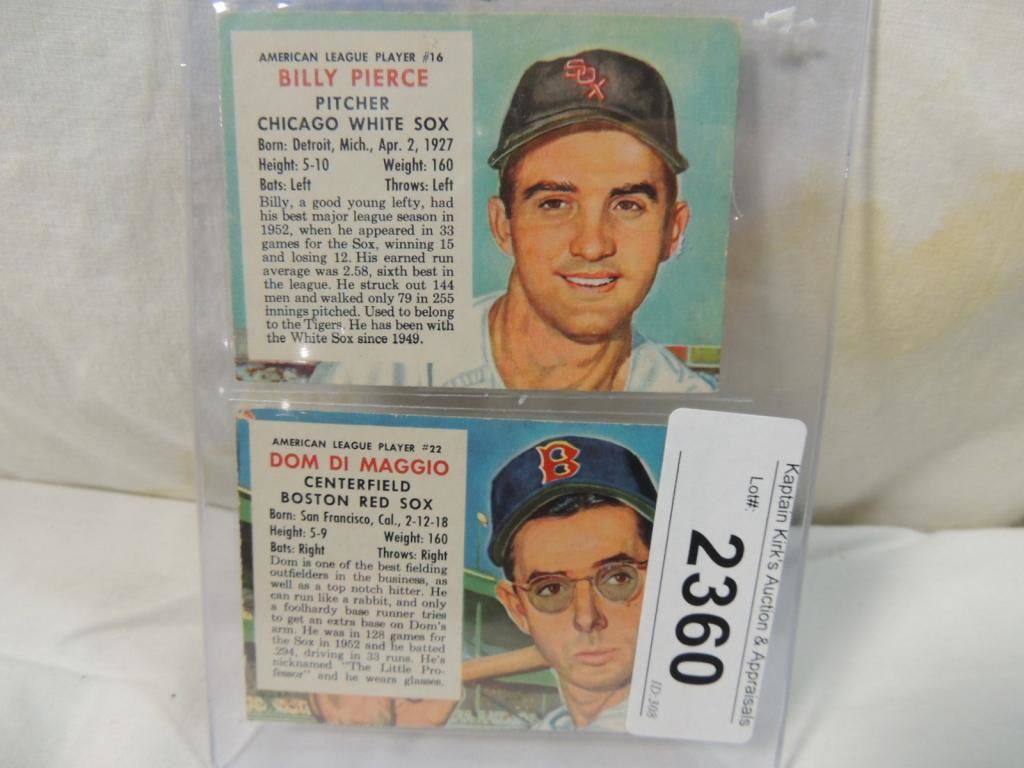 AMERICAN LEAGUE PLAYER #16
BILLY PIERCE
PITCHER
CHICAGO WHITE SOX
Born: Detroit, Mich., Apr. 2, 1927
Height: 5-10 Weight: 160
Bats: Left Throws: Left
Billy, a good young lefty, had
his best major league season in
1952, when he appeared in 33
games for the Sox, winning 15
and losing 12. His earned run
average was 2.58, sixth best in
the league. He struck out 144
men and walked only 79 in 255
innings pitched. Used to belong
to the Tigers. He has been with
the White Sox since 1949.
SOX
AMERICAN LEAGUE PLAYER #22
DOM DI MAGGIO
CENTERFIELD
BOSTON RED SOX
Born: San Francisco, Cal., 2-12-18
Height: 5-9 Weight: 160
Bats: Right Throws: Right
Dom is one of the best fielding
outfielders in the business, as
well as a top notch hitter. He
can run like a rabbit, and only
a foolhardy base runner tries
to get an extra base on Dom's
arm. He was in 128 games for
the Sox in 1952 and he batted
.294, driving in 33 runs. He's
nicknamed "The Little Pro-
fessor" and he wears glasses.
B
Kaptain Kirk's Auction & Appraisals
Lot#:
2360
ID:308